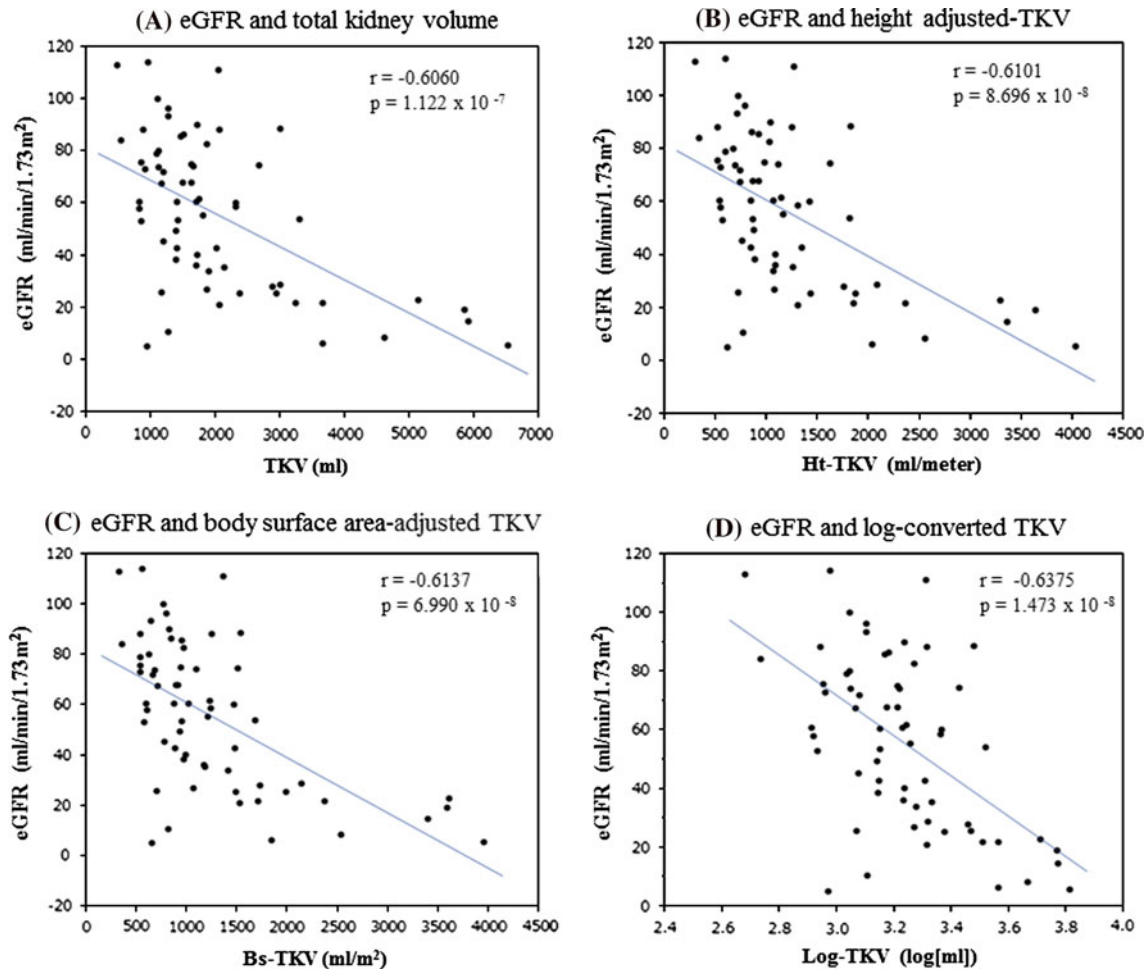 (A) eGFR and total kidney volume
r = -0.6060
p = 1.122 x 10 -7
eGFR (ml/min/1.73m2)
120
100
80
60
40
20
0
-20
0 1000 2000 3000 4000 5000 6000 7000
TKV (ml)
(B) eGFR and height adjusted-TKV
r = -0.6101
p = 8.696 x 10 -8
eGFR (ml/min/1.73m2)
120
100
80
60
40
20
0
-20
0 500 1000 1500 2000 2500 3000 3500 4000 4500
Ht-TKV (ml/meter)
(C) eGFR and body surface area-adjusted TKV
r = -0.6137
p = 6.990 x 10 -8
eGFR (ml/min/1.73m2)
120
100
80
60
40
20
0
-20
0 500 1000 1500 2000 2500 3000 3500 4000 4500
Bs-TKV (ml/m2)
(D) eGFR and log-converted TKV
r = -0.6375
p = 1.473 x 10 -8
eGFR (ml/min/1.73m2)
120
100
80
60
40
20
0
2.4 2.6 2.8 3.0 3.2 3.4 3.6 3.8 4.0
Log-TKV (log[ml])